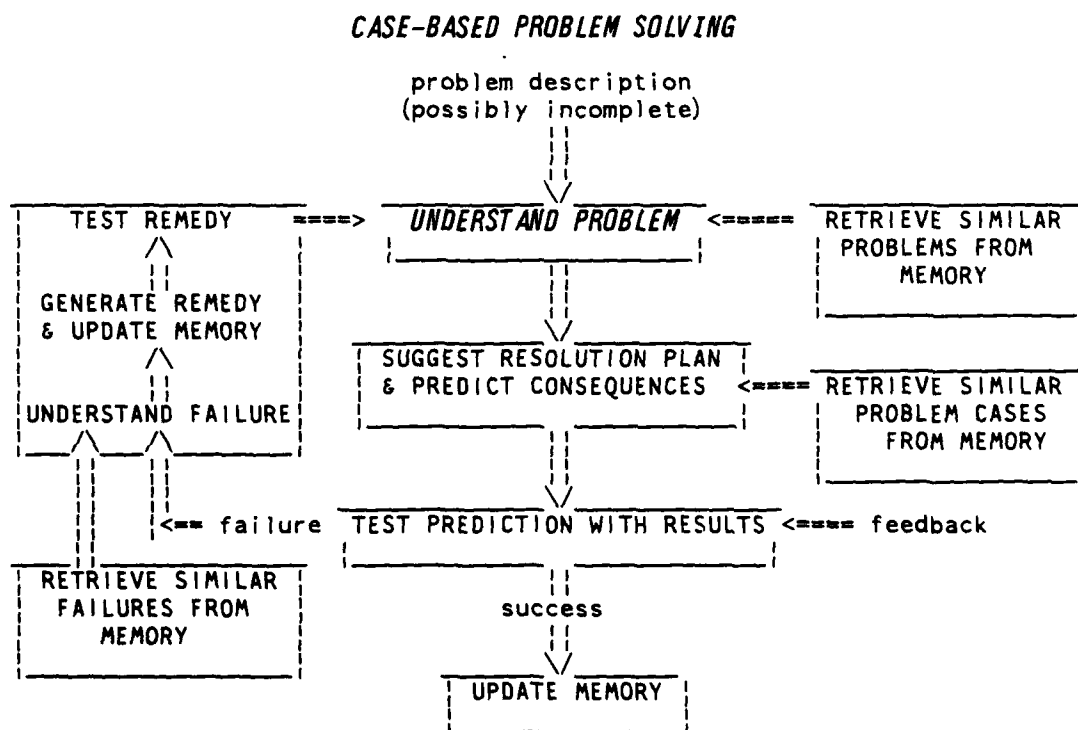 CASE-BASED PROBLEM SOLVING
problem description
(possibly incomplete)
TEST REMEDY
====>
UNDERSTAND PROBLEM
<=====
RETRIEVE SIMILAR
PROBLEMS FROM
MEMORY
GENERATE REMEDY
& UPDATE MEMORY
UNDERSTAND FAILURE
SUGGEST RESOLUTION PLAN
& PREDICT CONSEQUENCES
<====
RETRIEVE SIMILAR
PROBLEM CASES
FROM MEMORY
<== failure
TEST PREDICTION WITH RESULTS
<==== feedback
RETRIEVE SIMILAR
FAILURES FROM
MEMORY
success
UPDATE MEMORY